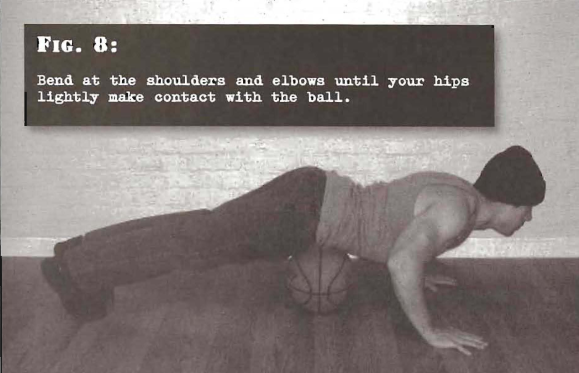 Fig. 8:
Bend at the shoulders and elbows until your hips
lightly make contact with the ball.